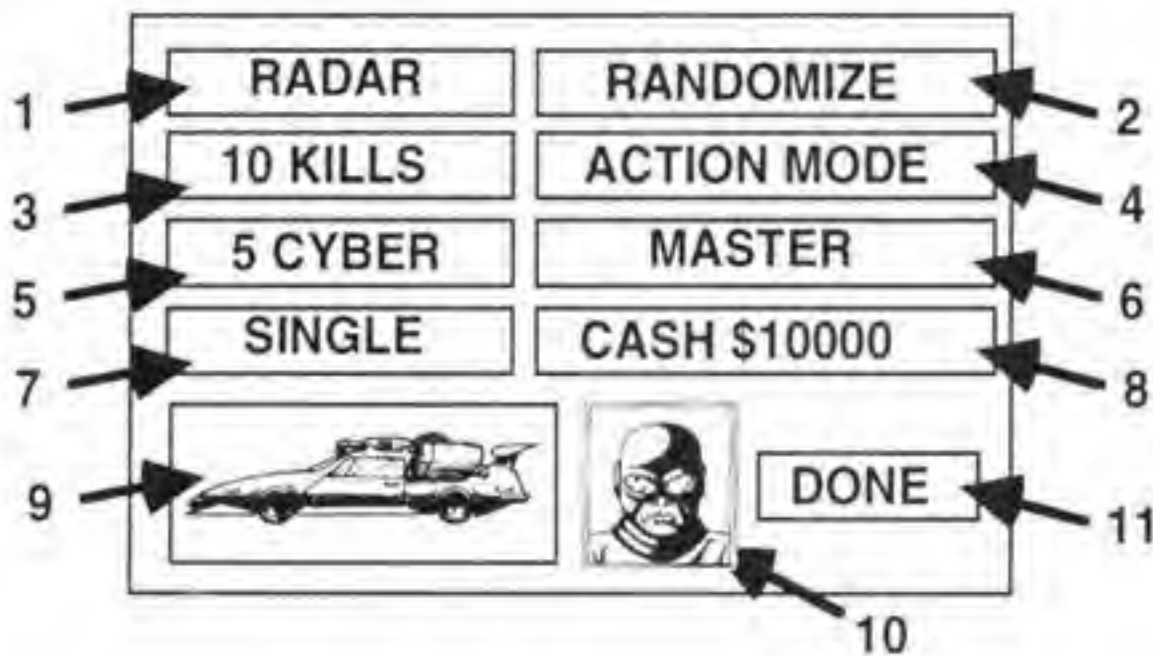 RADAR
RANDOMIZE
1
2
10 KILLS
ACTION MODE
3
4
5 CYBER
MASTER
5
6
SINGLE
CASH $10000
7
8
9
DONE
11
10